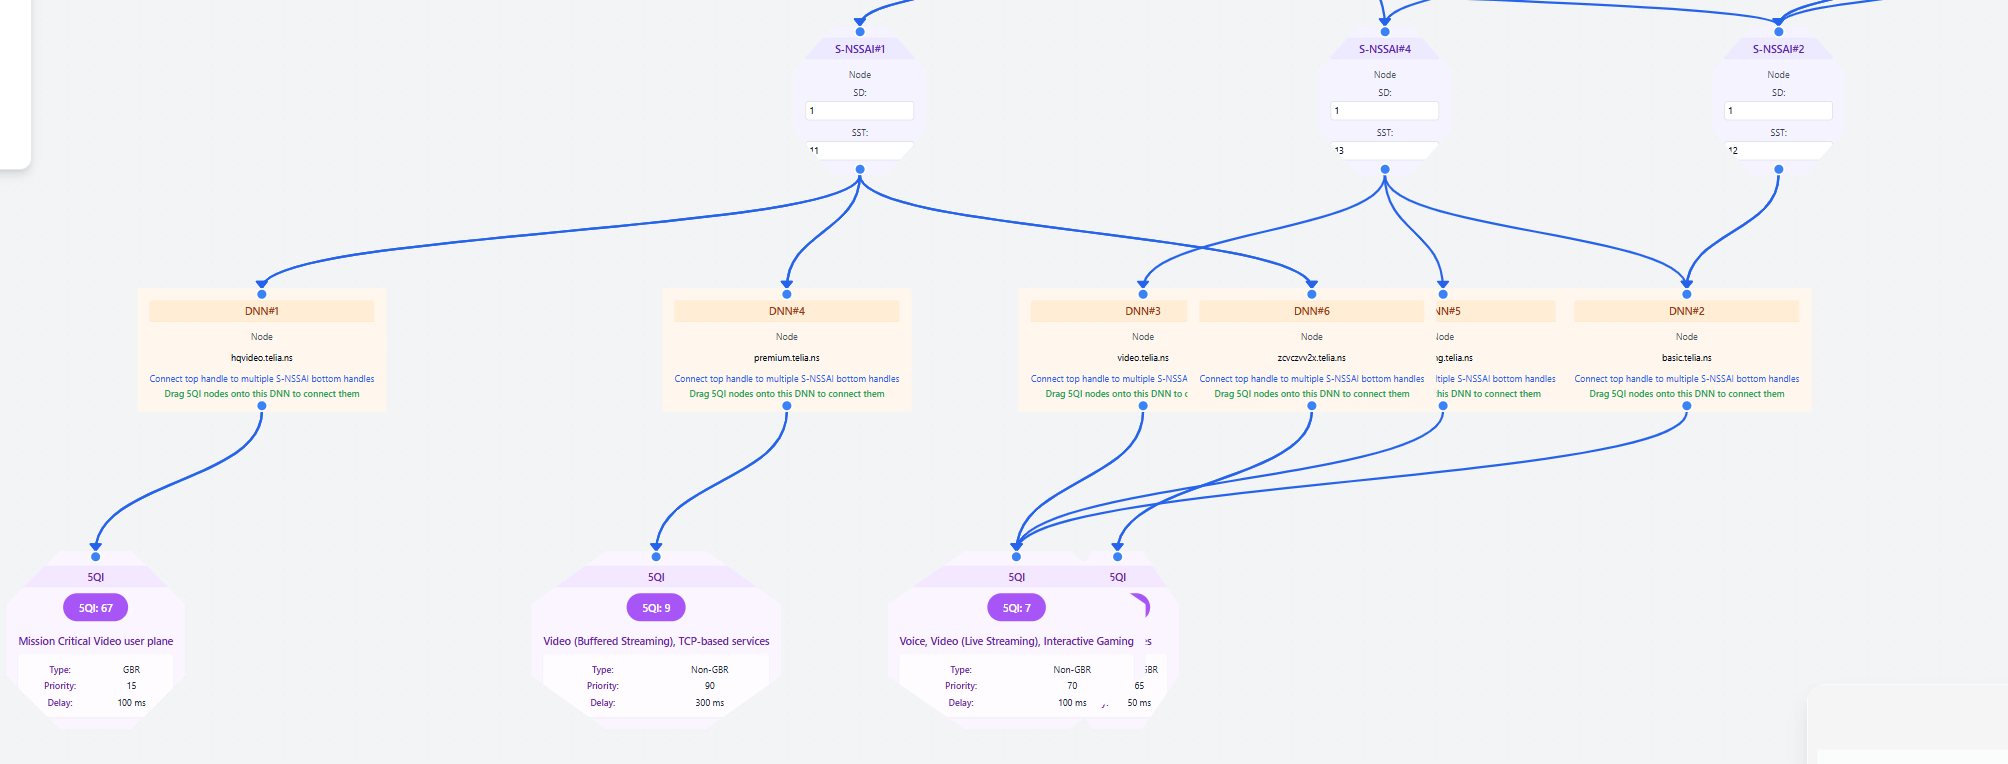 S-NSSAI#1
Node
SD:
1
SST:
11
S-NSSAI#4
Node
SD:
1
SST:
13
S-NSSAI#2
Node
SD:
1
SST:
12
DNN#1
Node
hqvideo.telia.ns
Connect top handle to multiple S-NSSAI bottom handles
Drag 5QI nodes onto this DNN to connect them
DNN#4
Node
premium.telia.ns
Connect top handle to multiple S-NSSAI bottom handles
Drag 5QI nodes onto this DNN to connect them
DNN#3
Node
video.telia.ns
Connect top handle to multiple S-NSSA
Drag 5QI nodes onto this DNN to c
DNN#6
Node
zcvczvv2x.telia.ns
Connect top handle to multiple S-NSSAI bottom handles
Drag 5QI nodes onto this DNN to connect them
NN#5
ode
g.telia.ns
ltiple S-NSSAI bottom handles
his DNN to connect them
DNN#2
Node
basic.telia.ns
Connect top handle to multiple S-NSSAI bottom handles
Drag 5QI nodes onto this DNN to connect them
5QI
5QI: 67
Mission Critical Video user plane
Type: GBR
Priority: 15
Delay: 100 ms
5QI
5QI: 9
Video (Buffered Streaming), TCP-based services
Type: Non-GBR
Priority: 90
Delay: 300 ms
5QI
5QI: 7
Voice, Video (Live Streaming), Interactive Gaming
Type: Non-GBR
Priority: 70
Delay: 100 ms
5QI
s
GBR
65
50 ms